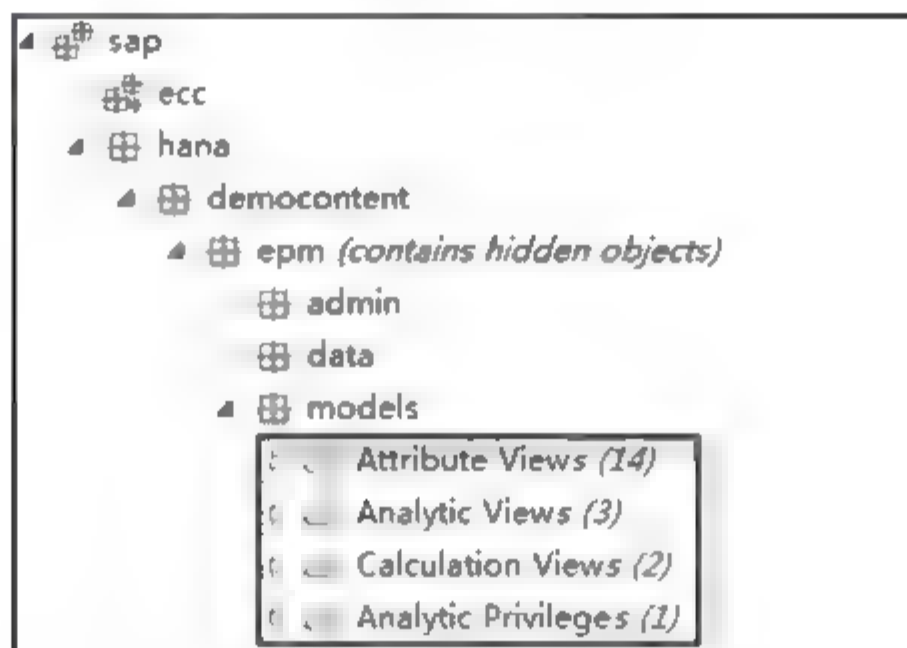 sap
ecc
hana
democontent
epm (contains hidden objects)
admin
data
models
Attribute Views (14)
Analytic Views (3)
Calculation Views (2)
Analytic Privileges (1)